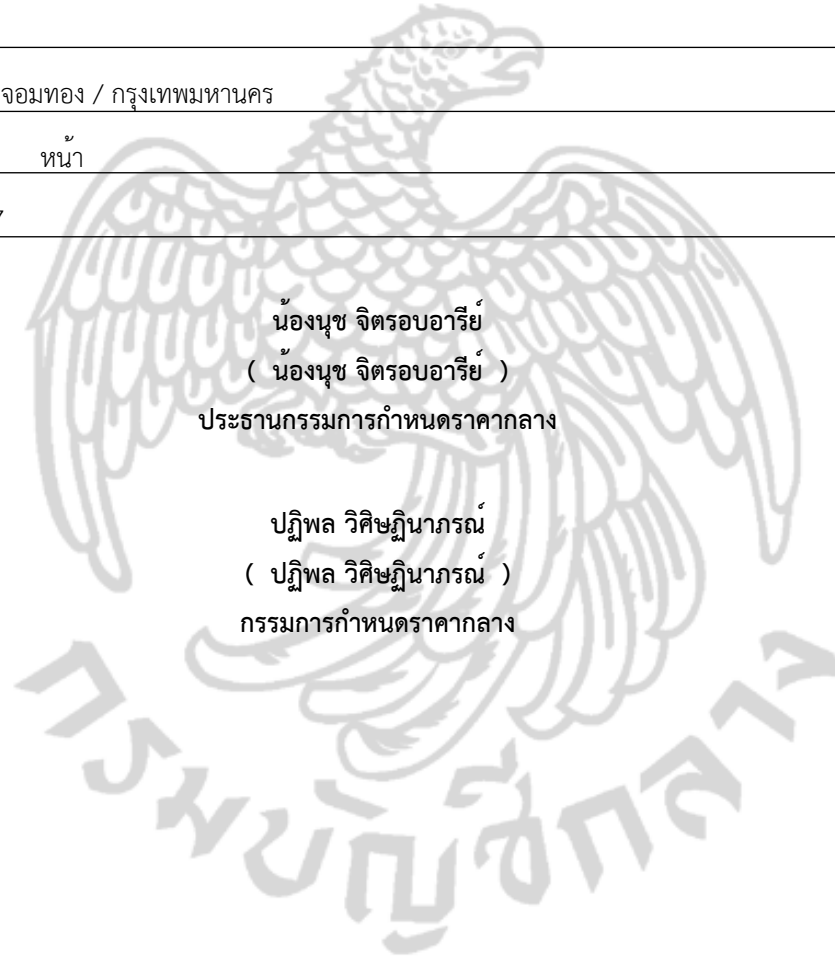 จอมทอง / กรุงเทพมหานคร
หน้า
น้องนุช จิตรอบอารีย์
( น้องนุช จิตรอบอารีย์ )
ประธานกรรมการกำหนดราคากลาง
ปฏิพล วิศิษฏินาภรณ์
( ปฏิพล วิศิษฏินาภรณ์ )
กรรมการกำหนดราคากลาง
กรมบัญชีกลาง